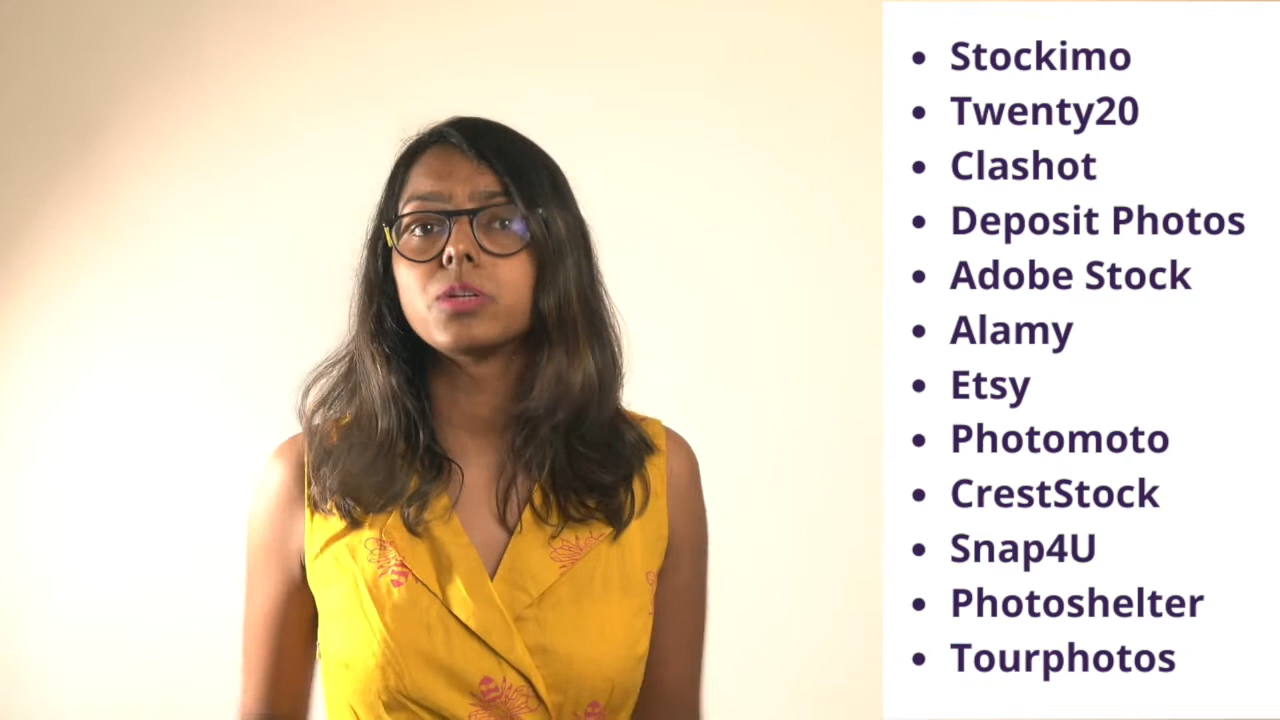 • Stockimo
• Twenty20
• Clashot
• Deposit Photos
• Adobe Stock
• Alamy
• Etsy
• Photomoto
• CrestStock
• Snap4U
• Photoshelter
• Tourphotos